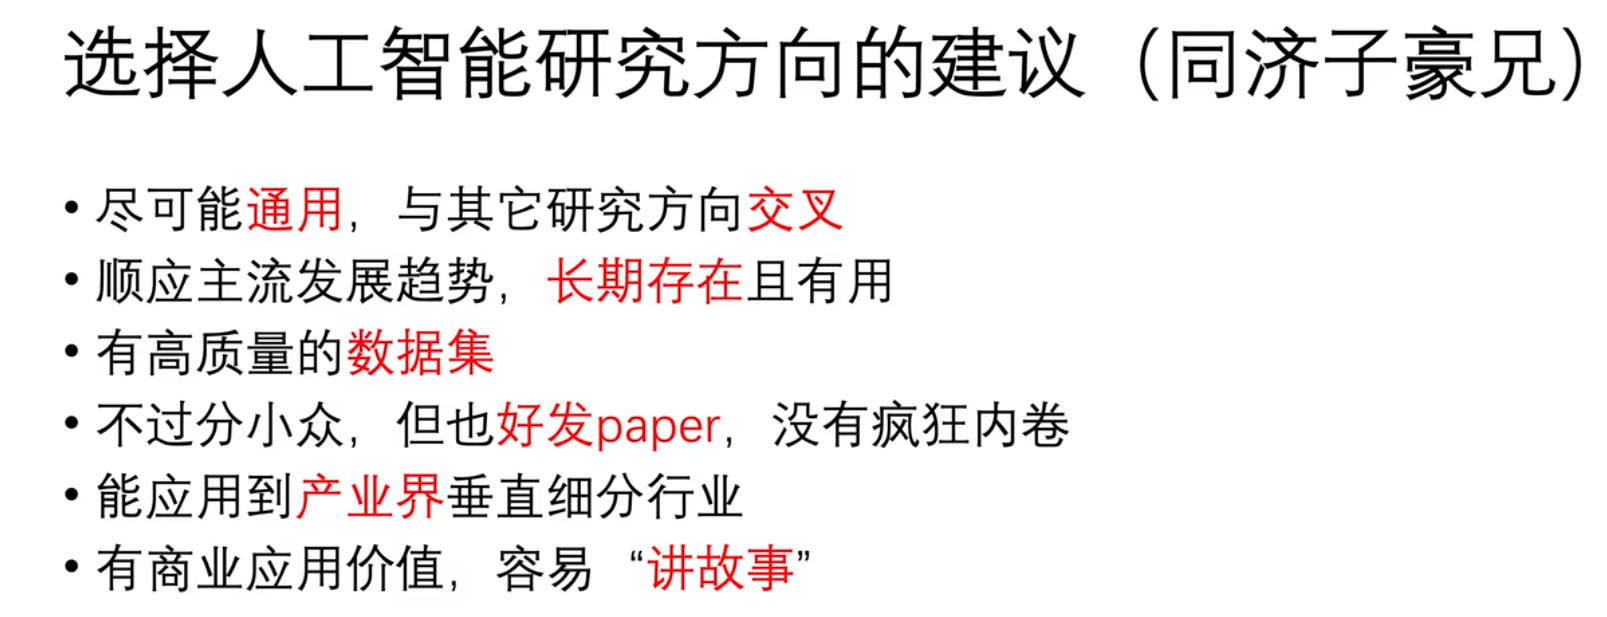 选择人工智能研究方向的建议（同济子豪兄）
• 尽可能通用，与其它研究方向交叉
• 顺应主流发展趋势，长期存在且有用
• 有高质量的数据集
• 不过分小众，但也好发paper，没有疯狂内卷
• 能应用到产业界垂直细分行业
• 有商业应用价值，容易“讲故事”